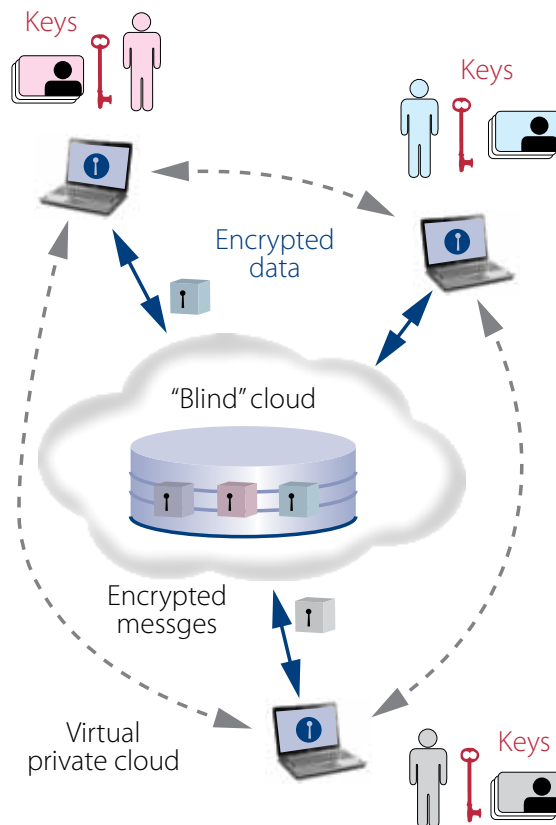 Keys
Keys
Encrypted
data
“Blind” cloud
Encrypted
messges
Virtual
private cloud
Keys